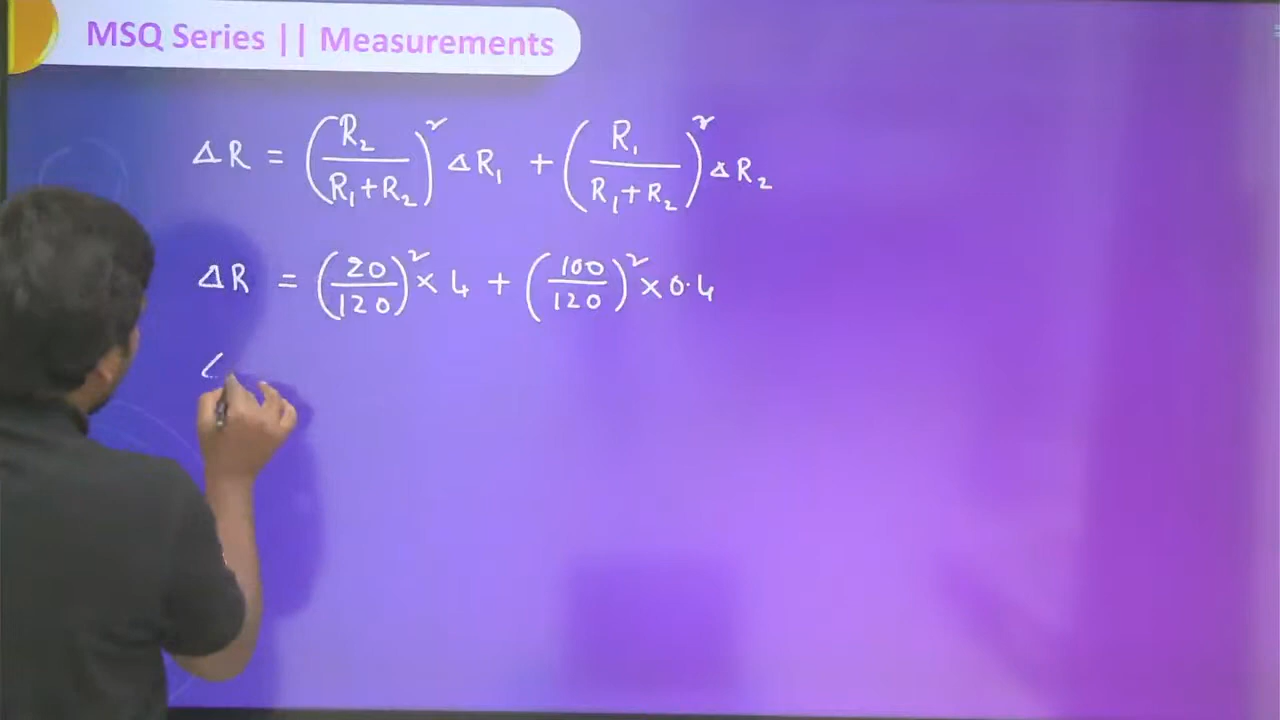 MSQ Series || Measurements
ΔR = (R₂/(R₁+R₂))² ΔR₁ + (R₁/(R₁+R₂))² ΔR₂
ΔR = (20/120)² × 4 + (100/120)² × 0.4